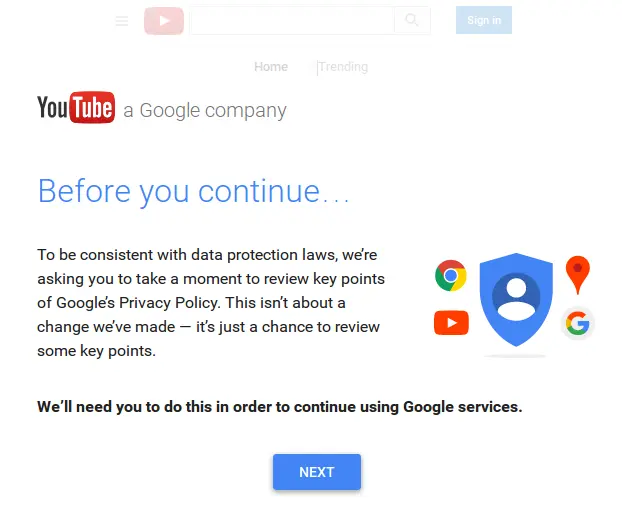 Sign in
Home Trending
YouTube a Google company
Before you continue...
To be consistent with data protection laws, we’re
asking you to take a moment to review key points
of Google’s Privacy Policy. This isn’t about a
change we’ve made — it’s just a chance to review
some key points.
We’ll need you to do this in order to continue using Google services.
NEXT